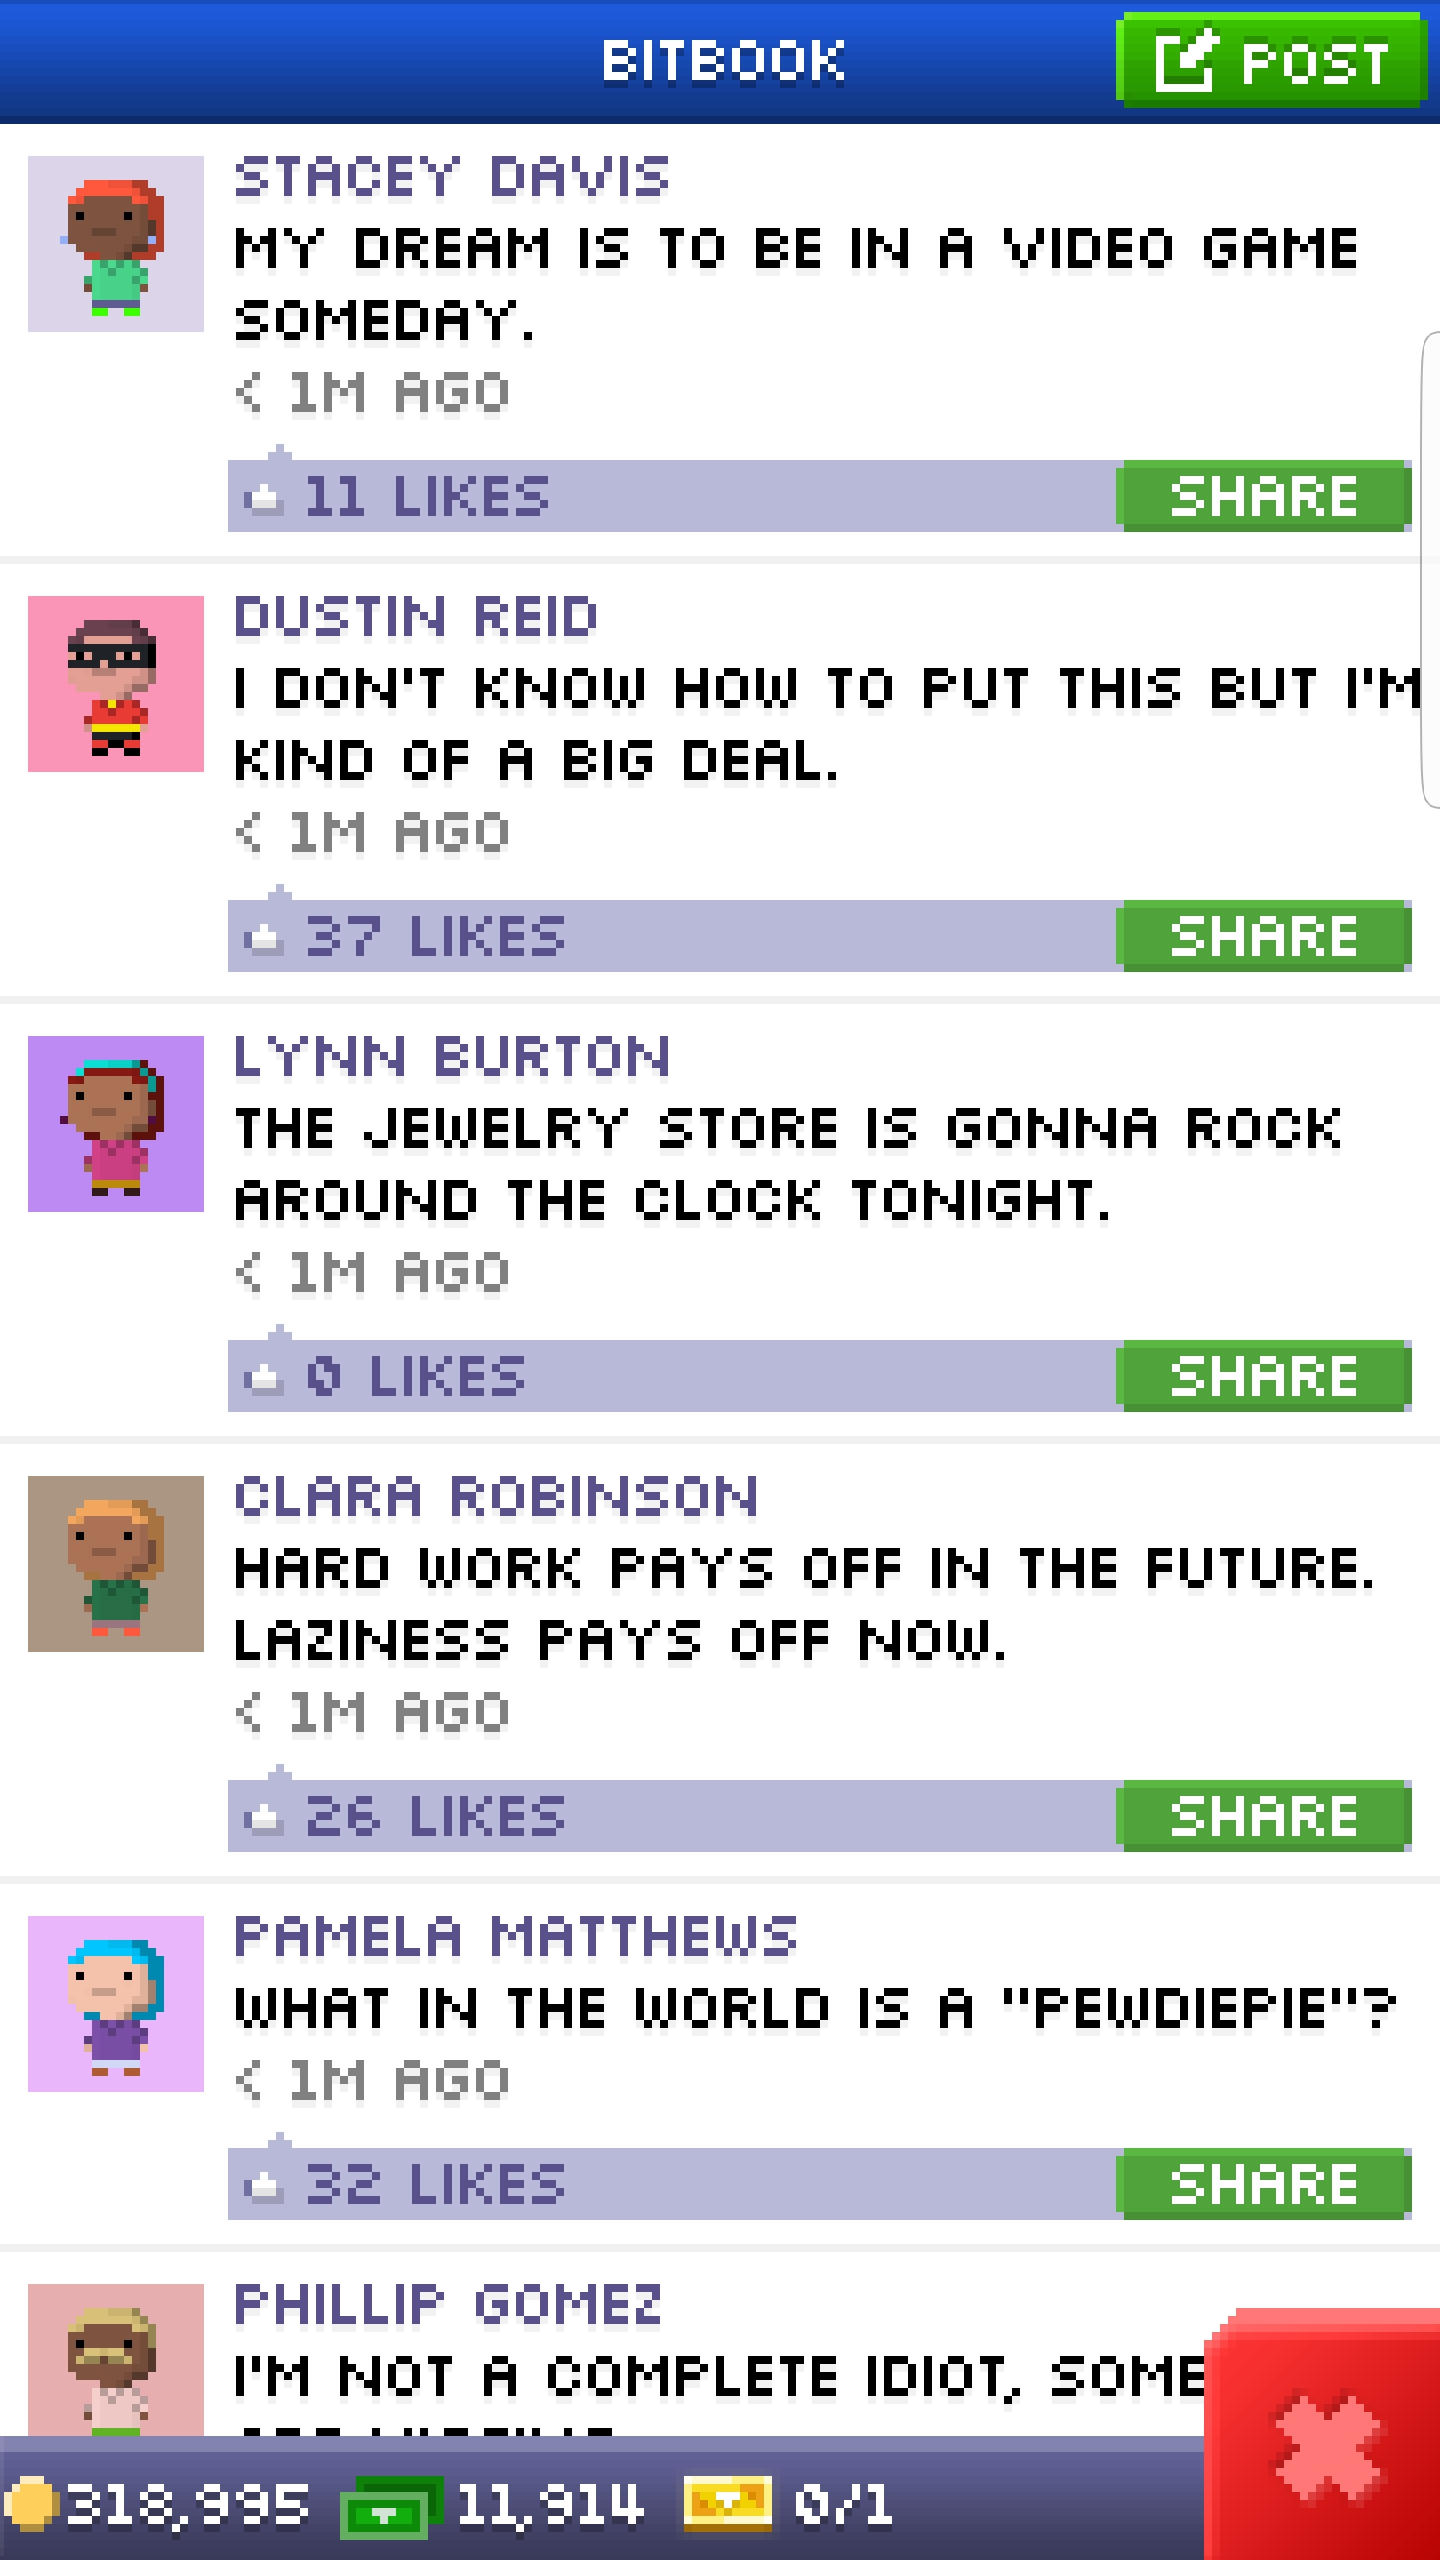 BITBOOK
POST
STACEY DAVIS
MY DREAM IS TO BE IN A VIDEO GAME
SOMEDAY.
< 1M AGO
11 LIKES
SHARE
DUSTIN REID
I DON'T KNOW HOW TO PUT THIS BUT I'M
KIND OF A BIG DEAL.
< 1M AGO
37 LIKES
SHARE
LYNN BURTON
THE JEWELRY STORE IS GONNA ROCK
AROUND THE CLOCK TONIGHT.
< 1M AGO
0 LIKES
SHARE
CLARA ROBINSON
HARD WORK PAYS OFF IN THE FUTURE.
LAZINESS PAYS OFF NOW.
< 1M AGO
26 LIKES
SHARE
PAMELA MATTHEWS
WHAT IN THE WORLD IS A "PEWDIEPIE"?
< 1M AGO
32 LIKES
SHARE
PHILLIP GOMEZ
I'M NOT A COMPLETE IDIOT, SOME
318,995
11,914
0/1